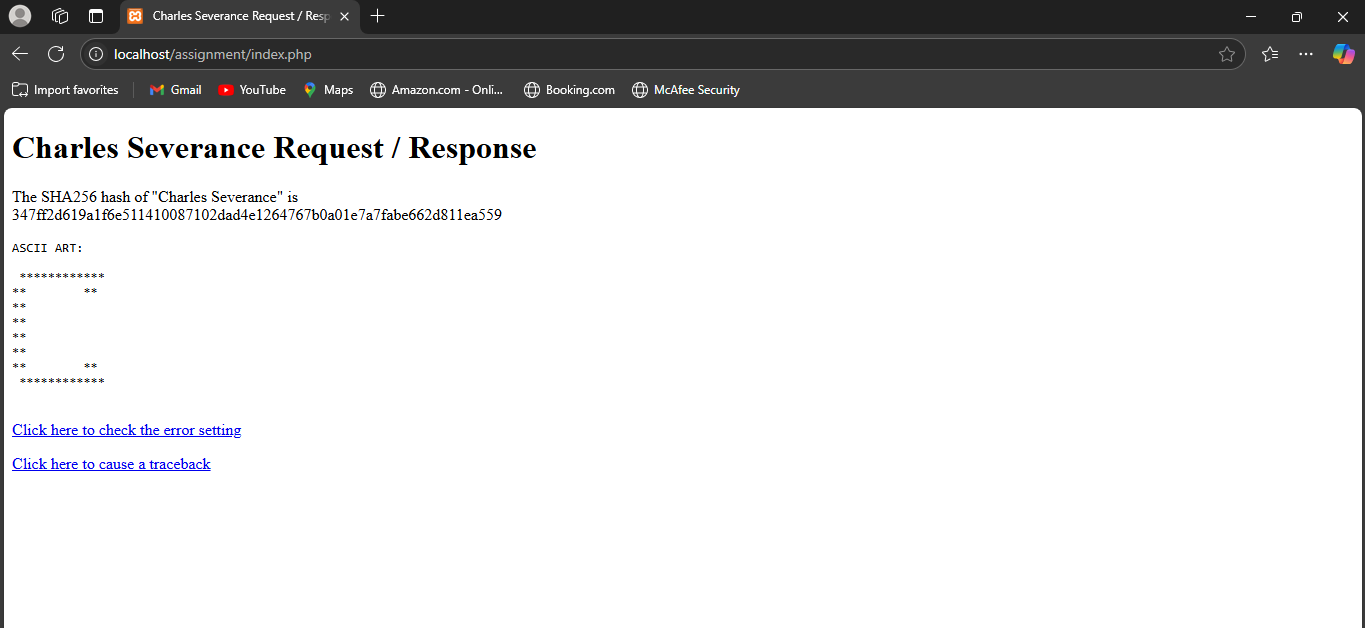 Charles Severance Request / Resp
localhost/assignment/index.php
Import favorites Gmail YouTube Maps Amazon.com - Onli... Booking.com McAfee Security
Charles Severance Request / Response
The SHA256 hash of "Charles Severance" is
347ff2d619a1f6e511410087102dad4e1264767b0a01e7a7fabe662d811ea559
ASCII ART:
 ************
**        **
**
**
**
**
**        **
 ************
Click here to check the error setting
Click here to cause a traceback